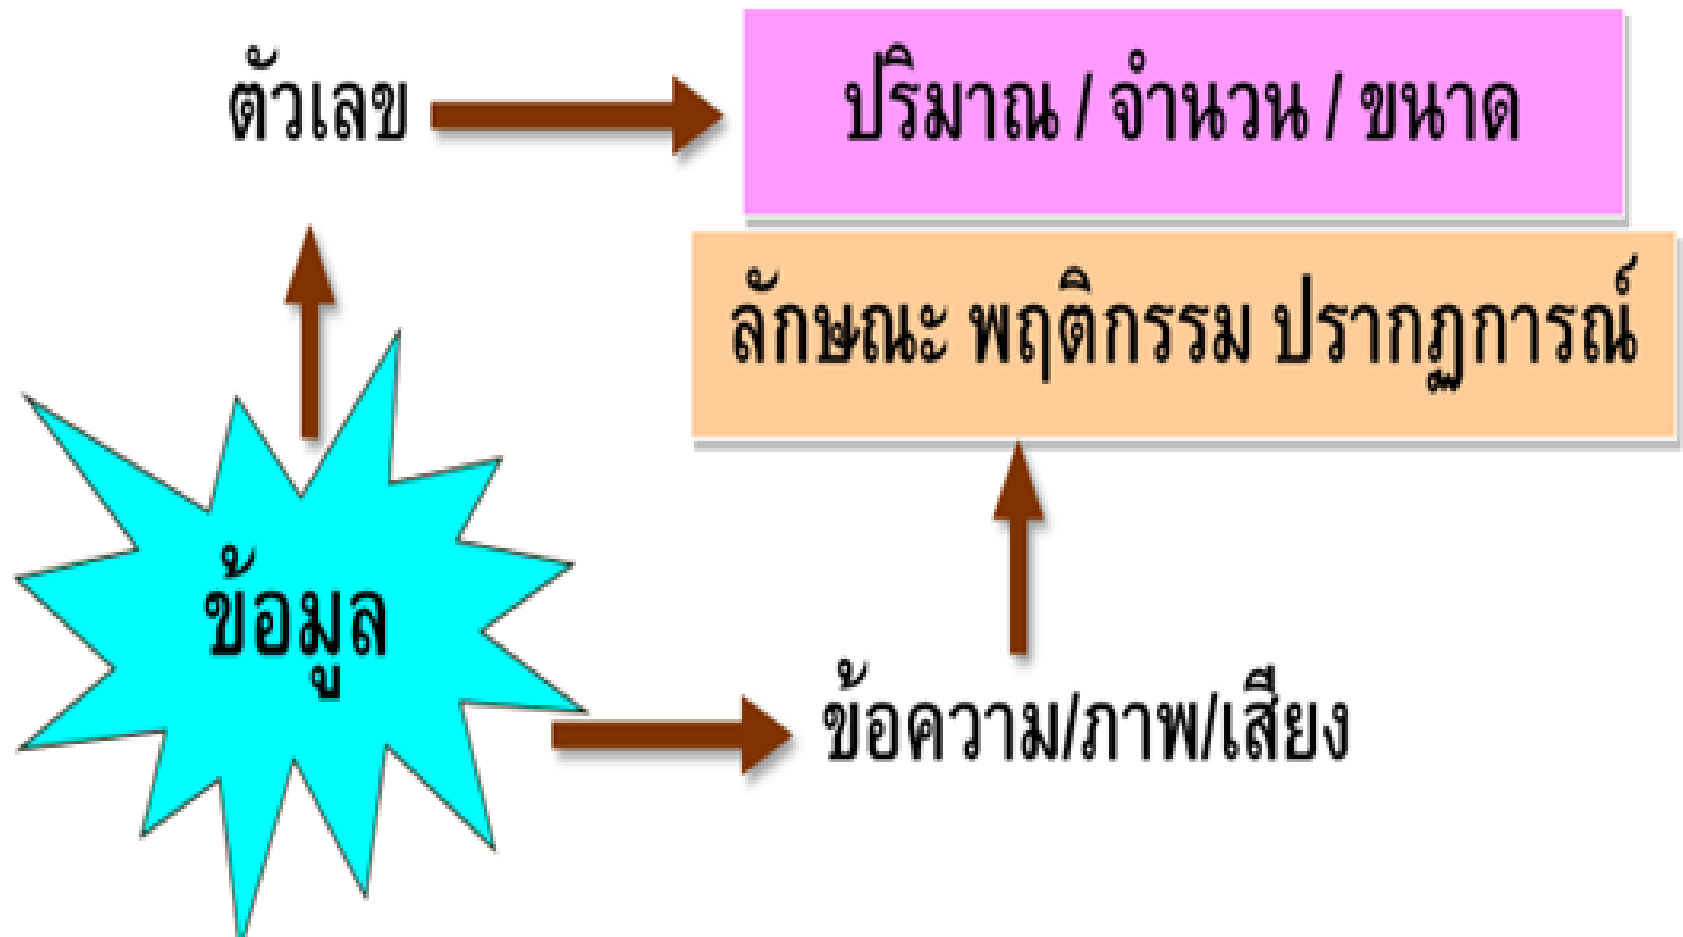 ตัวเลข
ปริมาณ / จำนวน / ขนาด
ลักษณะ พฤติกรรม ปรากฏการณ์
ข้อมูล
ข้อความ/ภาพ/เสียง